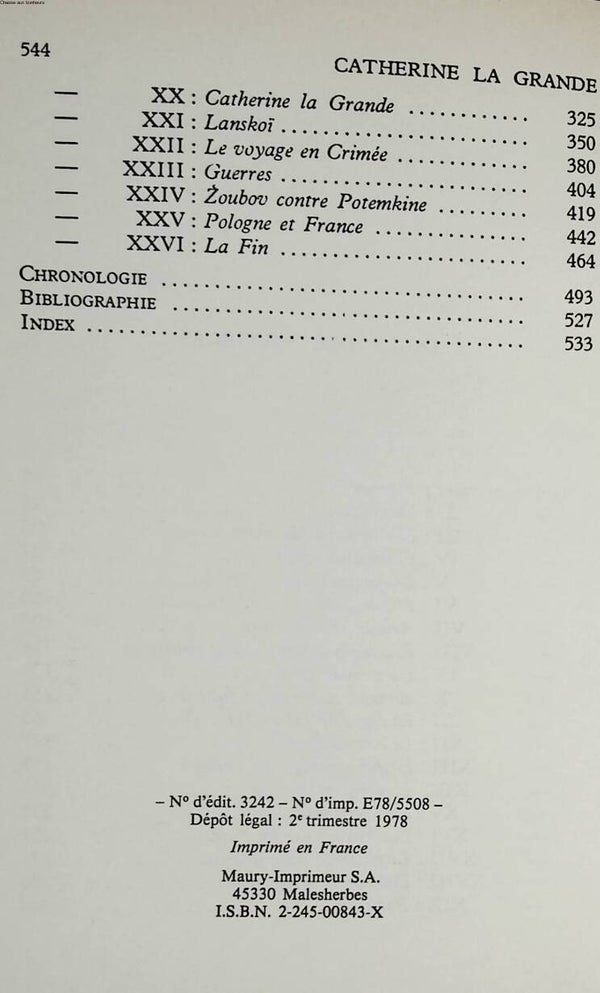 Chasse aux bonheurs
544
CATHERINE LA GRANDE
— XX : Catherine la Grande ............ 325
— XXI : Lanskoï ........................ 350
— XXII : Le voyage en Crimée ............ 380
— XXIII : Guerres ........................ 404
— XXIV : Żoubov contre Potemkine ........ 419
— XXV : Pologne et France .............. 442
— XXVI : La Fin ........................ 464
CHRONOLOGIE .................................... 493
BIBLIOGRAPHIE .................................. 527
INDEX .......................................... 533
– N° d'édit. 3242 – N° d'imp. E78/5508 –
Dépôt légal : 2e trimestre 1978
Imprimé en France
Maury-Imprimeur S.A.
45330 Malesherbes
I.S.B.N. 2-245-00843-X